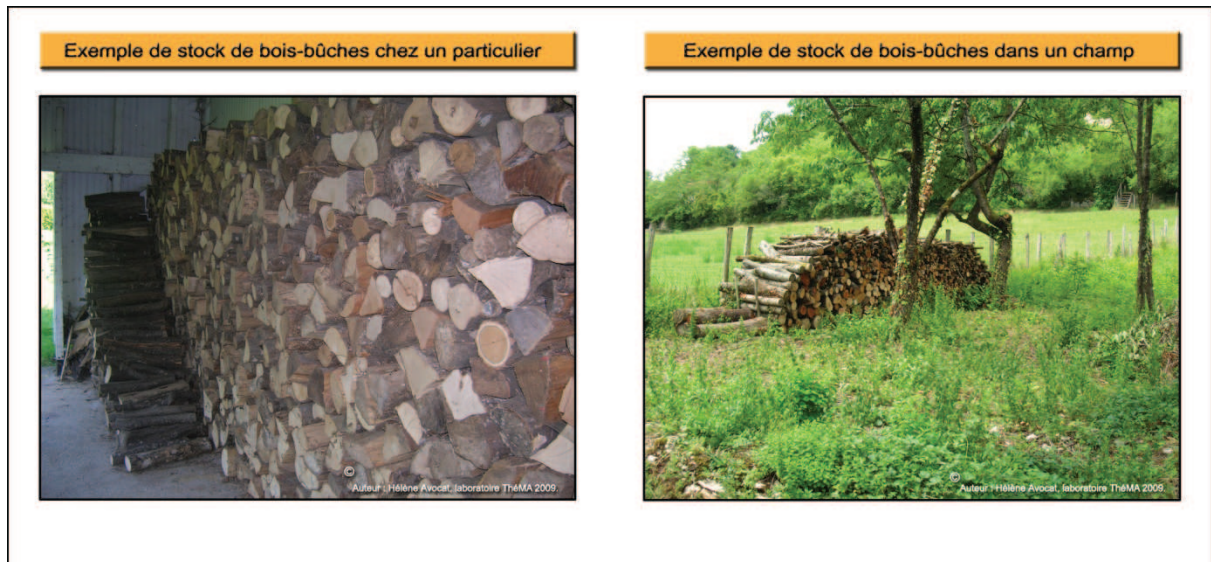 Exemple de stock de bois-bûches chez un particulier
Exemple de stock de bois-bûches dans un champ
©
Auteur : Hélène Avocat, laboratoire ThéMA 2009.
©
Auteur : Hélène Avocat, laboratoire ThéMA 2009.